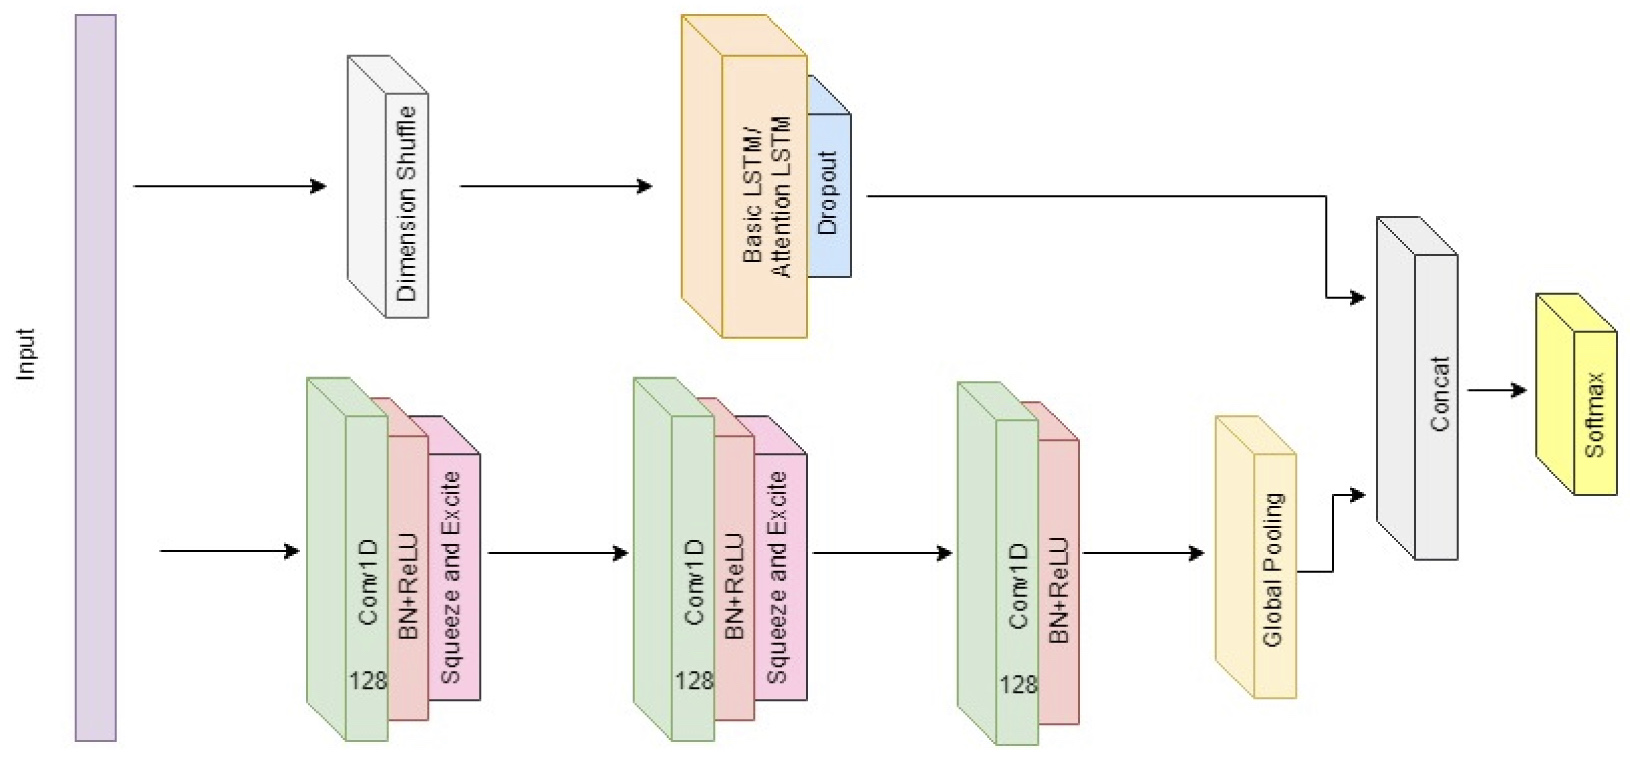 Input
Dimension Shuffle
Basic LSTM/
Attention LSTM
Dropout
Conv1D
128
BN+ReLU
Squeeze and Excite
Conv1D
128
BN+ReLU
Squeeze and Excite
Conv1D
128
BN+ReLU
Global Pooling
Concat
Softmax